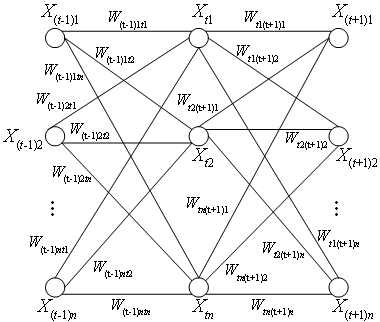 X(t-1)1 W(t-1)1t1 Xt1 Wt1(t+1)1 X(t+1)1
W(t-1)1t2 Wt1(t+1)2
W(t-1)1tn
W(t-1)2t1 Wt2(t+1)1
X(t-1)2 W(t-1)2t2 Xt2 Wt2(t+1)2 X(t+1)2
W(t-1)2tn
⋮ Wtn(t+1)1 ⋮
W(t-1)nt1 W(t-1)nt2 Wtn(t+1)2 Wt2(t+1)n Wt1(t+1)n
X(t-1)n W(t-1)ntn Xtn Wtn(t+1)n X(t+1)n